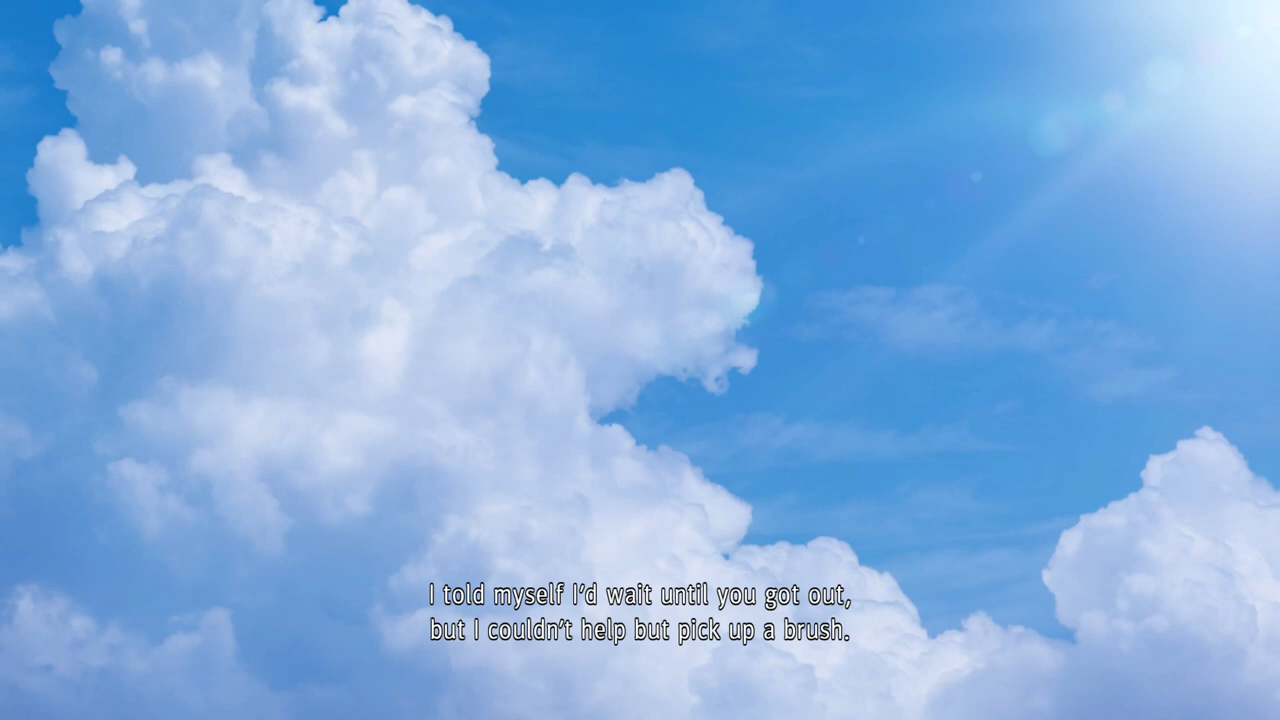 I told myself I'd wait until you got out,
but I couldn't help but pick up a brush.